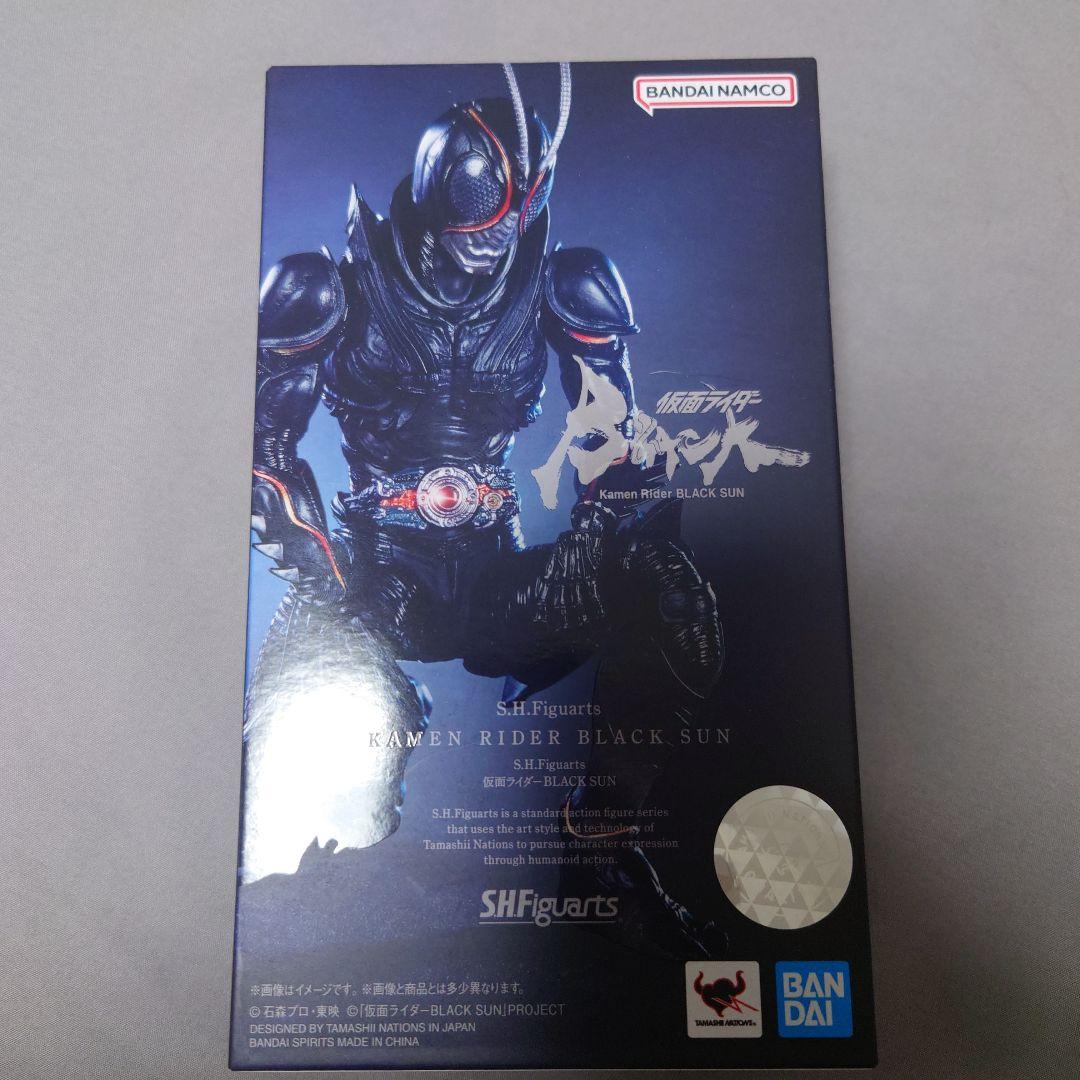 BANDAI NAMCO
仮面ライダー
BLACK SUN
Kamen Rider BLACK SUN
S.H.Figuarts
KAMEN RIDER BLACK SUN
S.H.Figuarts
仮面ライダーBLACK SUN
S.H.Figuarts is a standard action figure series
that uses the art style and technology of
Tamashii Nations to pursue character expression
through humanoid action.
S.H.Figuarts
※画像はイメージです。※画像と商品とは多少異なります。
© 石森プロ・東映 ©「仮面ライダーBLACK SUN」PROJECT
DESIGNED BY TAMASHII NATIONS IN JAPAN
BANDAI SPIRITS MADE IN CHINA
TAMASHII NATIONS
BAN
DAI